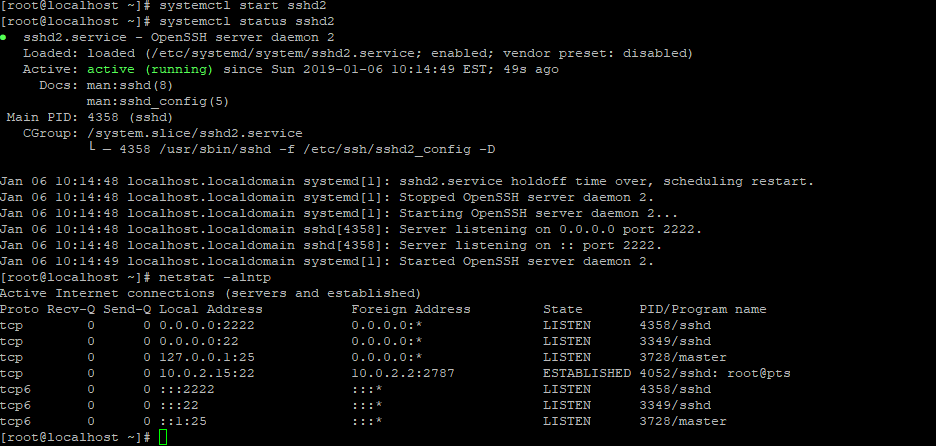 [root@localhost ~]# systemctl start sshd2
[root@localhost ~]# systemctl status sshd2
● sshd2.service - OpenSSH server daemon 2
   Loaded: loaded (/etc/systemd/system/sshd2.service; enabled; vendor preset: disabled)
   Active: active (running) since Sun 2019-01-06 10:14:49 EST; 49s ago
     Docs: man:sshd(8)
           man:sshd_config(5)
 Main PID: 4358 (sshd)
   CGroup: /system.slice/sshd2.service
           └ ─ 4358 /usr/sbin/sshd -f /etc/ssh/sshd2_config -D

Jan 06 10:14:48 localhost.localdomain systemd[1]: sshd2.service holdoff time over, scheduling restart.
Jan 06 10:14:48 localhost.localdomain systemd[1]: Stopped OpenSSH server daemon 2.
Jan 06 10:14:48 localhost.localdomain systemd[1]: Starting OpenSSH server daemon 2...
Jan 06 10:14:48 localhost.localdomain sshd[4358]: Server listening on 0.0.0.0 port 2222.
Jan 06 10:14:48 localhost.localdomain sshd[4358]: Server listening on :: port 2222.
Jan 06 10:14:49 localhost.localdomain systemd[1]: Started OpenSSH server daemon 2.
[root@localhost ~]# netstat -alntp
Active Internet connections (servers and established)
Proto Recv-Q Send-Q Local Address           Foreign Address         State       PID/Program name
tcp        0      0 0.0.0.0:2222            0.0.0.0:*               LISTEN      4358/sshd
tcp        0      0 0.0.0.0:22              0.0.0.0:*               LISTEN      3349/sshd
tcp        0      0 127.0.0.1:25            0.0.0.0:*               LISTEN      3728/master
tcp        0      0 10.0.2.15:22            10.0.2.2:2787           ESTABLISHED 4052/sshd: root@pts
tcp6       0      0 :::2222                 :::*                    LISTEN      4358/sshd
tcp6       0      0 :::22                   :::*                    LISTEN      3349/sshd
tcp6       0      0 ::1:25                  :::*                    LISTEN      3728/master
[root@localhost ~]#